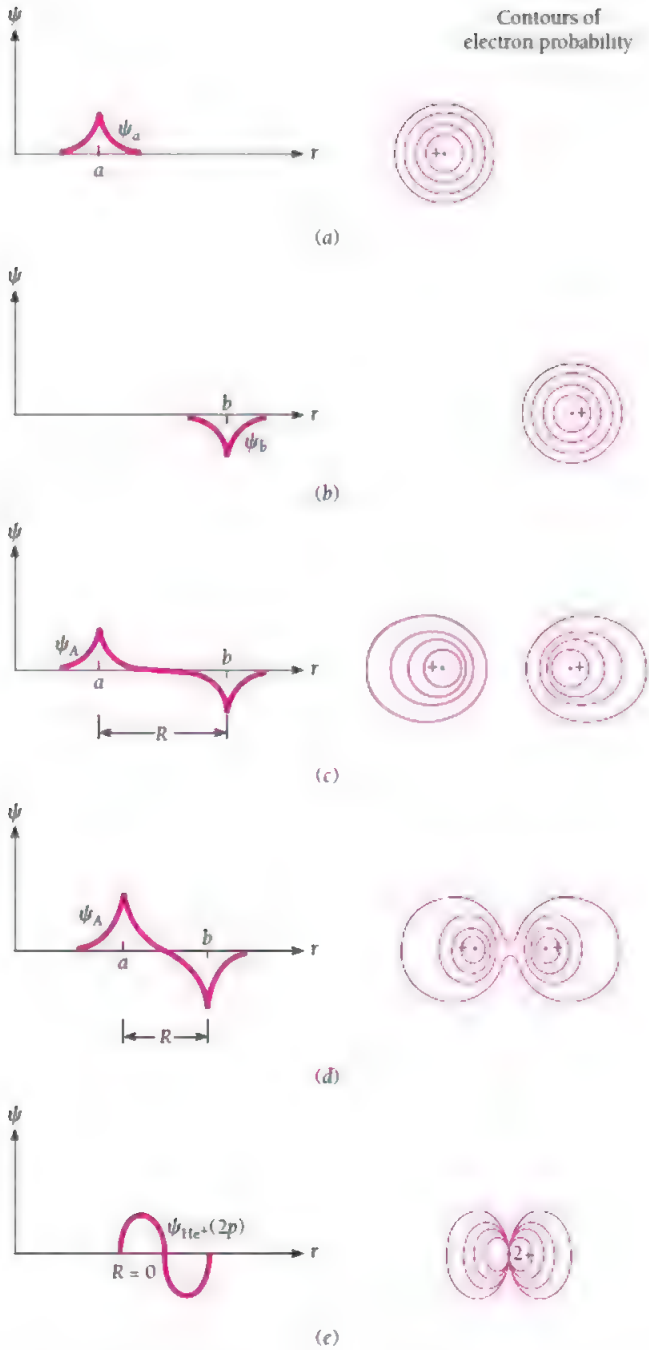 Contours of
electron probability
ψ
ψa
a
r
+
(a)
ψ
b
r
ψb
+
(b)
ψ
ψA
a
b
r
R
+
+
(c)
ψ
ψA
a
b
r
R
+
+
(d)
ψ
ψHe+(2p)
R = 0
r
2+
(e)